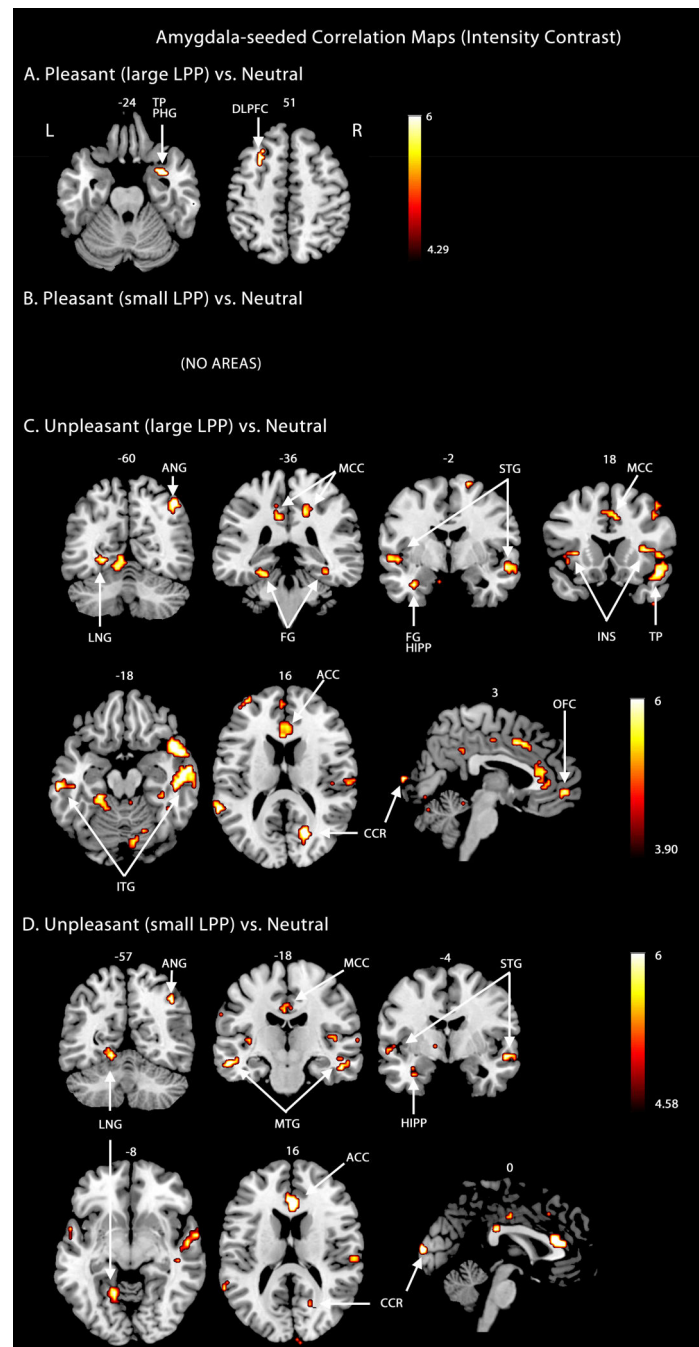 Amygdala-seeded Correlation Maps (Intensity Contrast)
A. Pleasant (large LPP) vs. Neutral
-24
TP
PHG
DLPFC
51
L
R
6
4.29
B. Pleasant (small LPP) vs. Neutral
(NO AREAS)
C. Unpleasant (large LPP) vs. Neutral
-60
ANG
-36
MCC
-2
STG
18
MCC
LNG
FG
FG
HIPP
INS
TP
-18
16
ACC
3
OFC
6
CCR
ITG
3.90
D. Unpleasant (small LPP) vs. Neutral
-57
ANG
-18
MCC
-4
STG
6
LNG
MTG
HIPP
4.58
-8
16
ACC
0
CCR